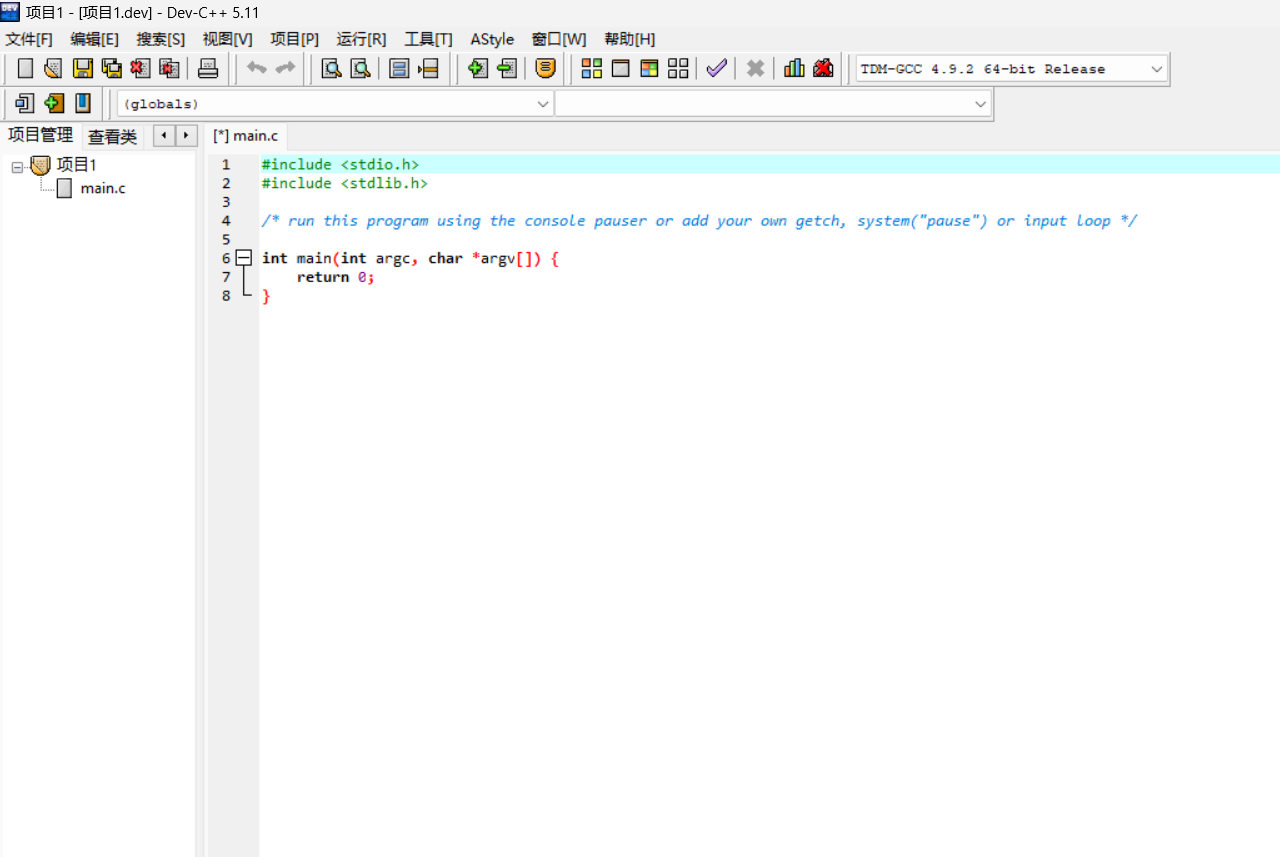 项目1 - [项目1.dev] - Dev-C++ 5.11
文件[F] 编辑[E] 搜索[S] 视图[V] 项目[P] 运行[R] 工具[T] AStyle 窗口[W] 帮助[H]
TDM-GCC 4.9.2 64-bit Release
(globals)
项目管理 查看类 [*] main.c
项目1
main.c
1 #include <stdio.h>
2 #include <stdlib.h>
3
4 /* run this program using the console pauser or add your own getch, system("pause") or input loop */
5
6 int main(int argc, char *argv[]) {
7     return 0;
8 }